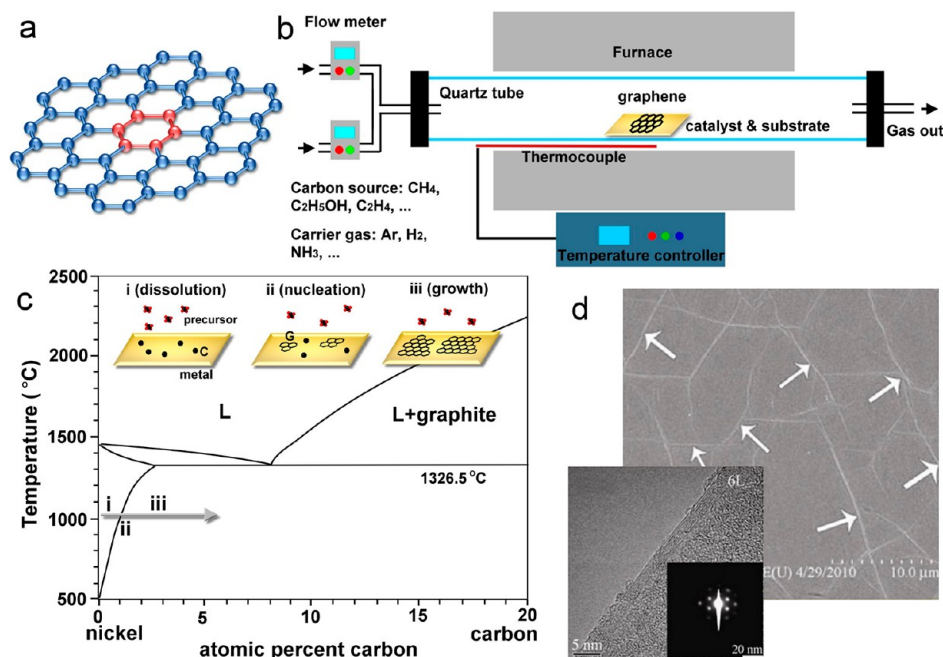 a
b
Flow meter
Furnace
Quartz tube
graphene
catalyst & substrate
Gas out
Thermocouple
Carbon source: CH4,
C2H5OH, C2H4, ...
Carrier gas: Ar, H2,
NH3, ...
Temperature controller
c
2500
2000
1500
1000
500
Temperature (°C)
i (dissolution)
ii (nucleation)
iii (growth)
precursor
C
metal
G
L
L+graphite
1326.5 °C
i
ii
iii
0
5
10
15
20
nickel
carbon
atomic percent carbon
d
6L
5 nm
20 nm
E(U) 4/29/2010
10.0 µm